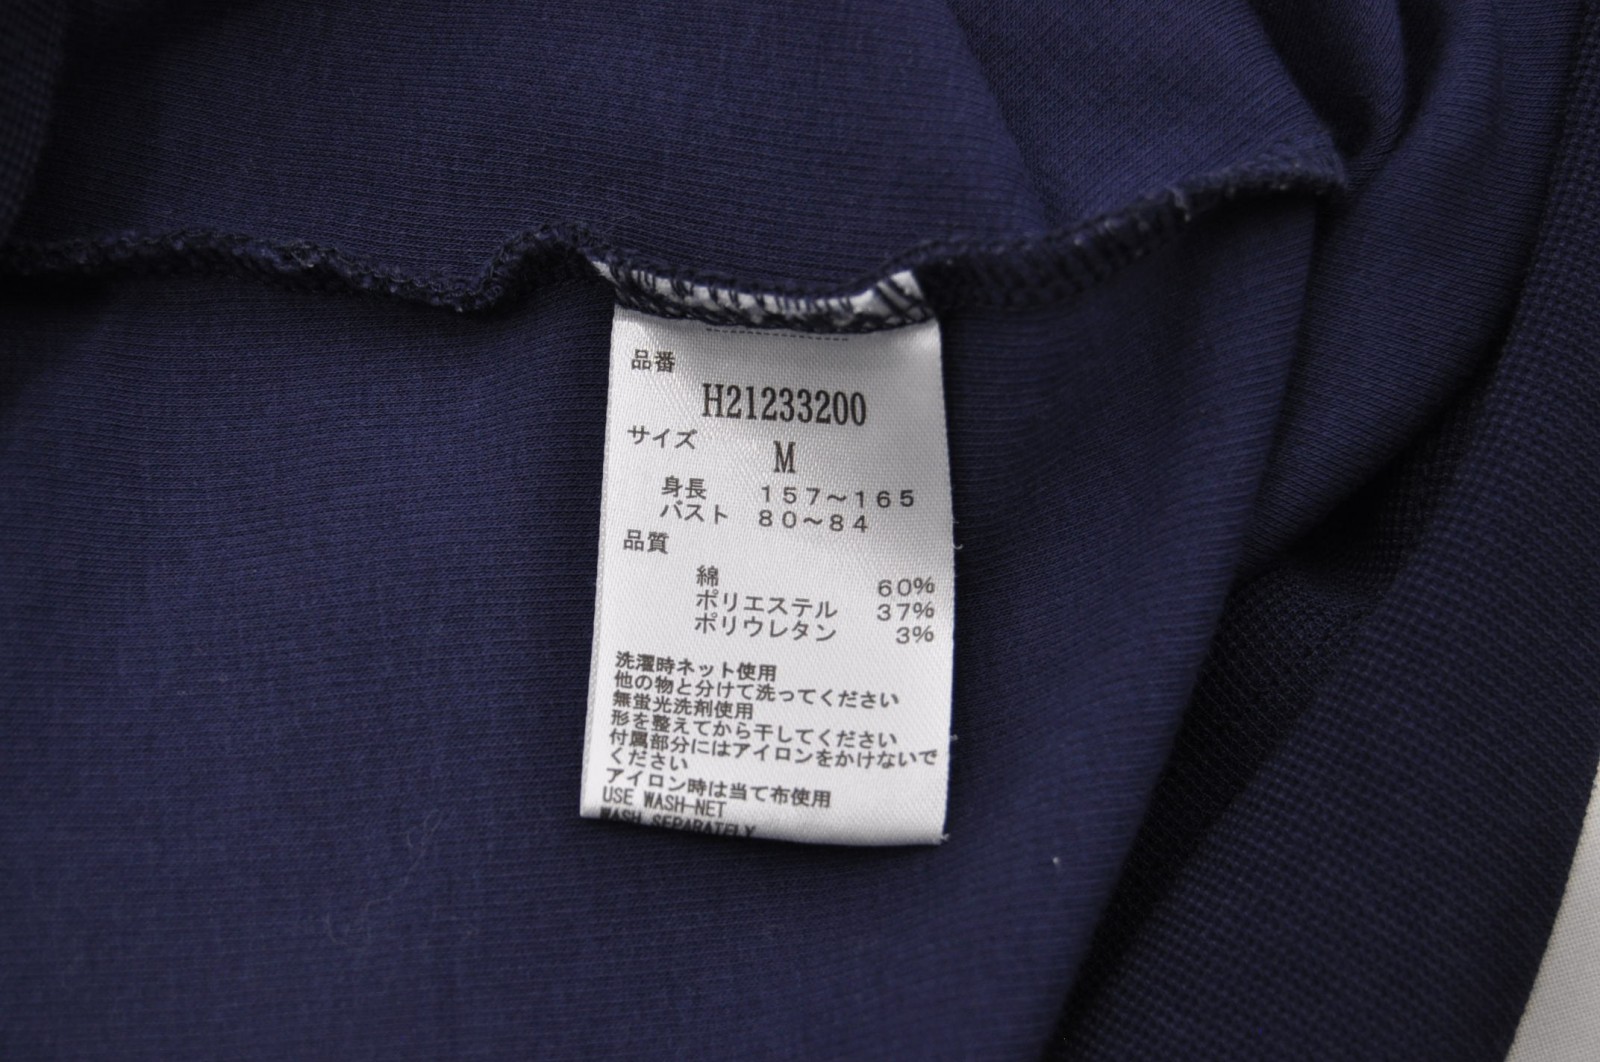 品番
H21233200
サイズ
M
身長 157〜165
バスト 80〜84
品質
綿 60%
ポリエステル 37%
ポリウレタン 3%
洗濯時ネット使用
他の物と分けて洗ってください
無蛍光洗剤使用
形を整えてから干してください
付属部分にはアイロンをかけないで
ください
アイロン時は当て布使用
USE WASH-NET
WASH SEPARATELY